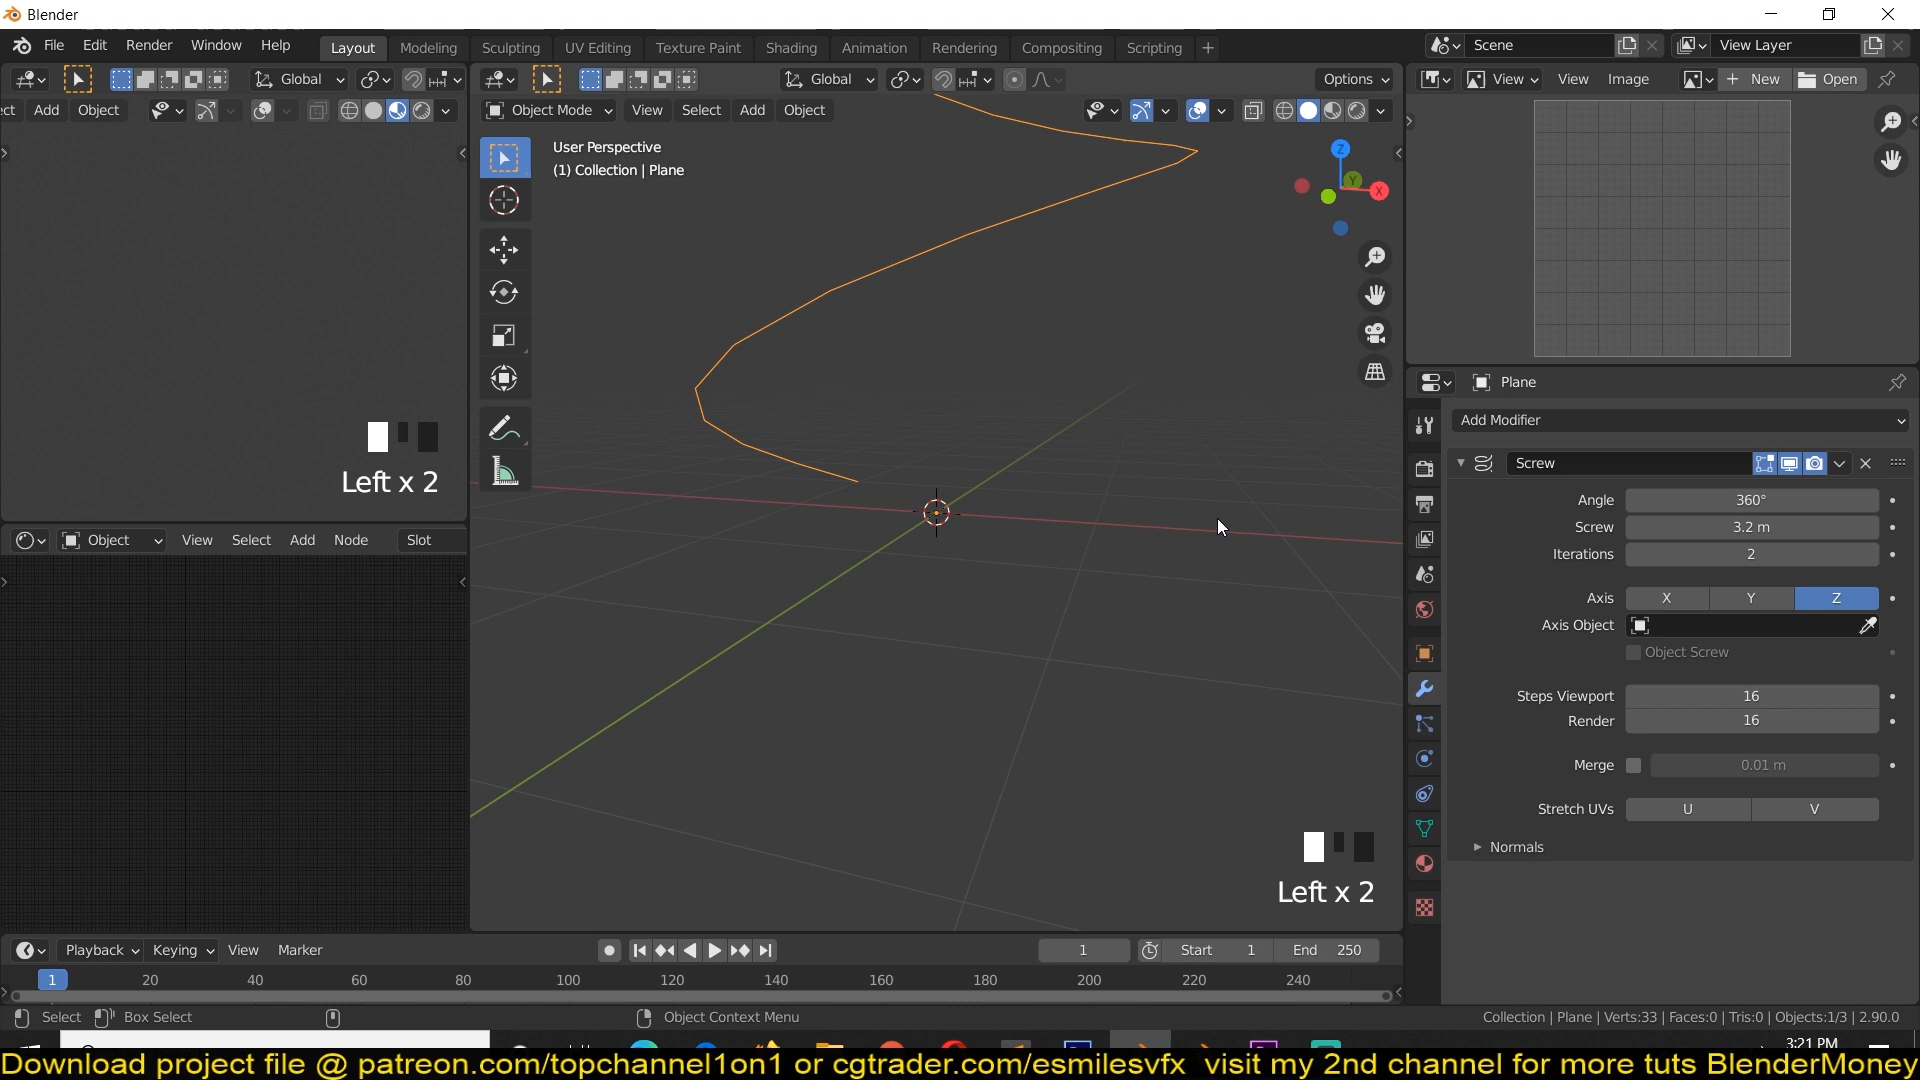 Blender
File Edit Render Window Help Layout Modeling Sculpting UV Editing Texture Paint Shading Animation Rendering Compositing Scripting + Scene View Layer
Global Global Options View View Image New Open
ect Add Object Object Mode View Select Add Object
User Perspective
(1) Collection | Plane
Z
Y
X
Plane
Add Modifier
Screw
Left x 2
Angle 360°
Screw 3.2 m
Iterations 2
Object View Select Add Node Slot
Axis X Y Z
Axis Object
Object Screw
Steps Viewport 16
Render 16
Merge 0.01 m
Stretch UVs U V
Normals
Left x 2
Playback Keying View Marker 1 Start 1 End 250
1 20 40 60 80 100 120 140 160 180 200 220 240
Select Box Select Object Context Menu Collection | Plane | Verts:33 | Faces:0 | Tris:0 | Objects:1/3 | 2.90.0
3:21 PM
Download project file @ patreon.com/topchannel1on1 or cgtrader.com/esmilesvfx visit my 2nd channel for more tuts BlenderMoney